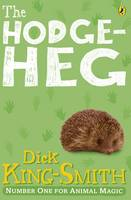 The
HODGE-
HEG
Dick
KING-SMITH
NUMBER ONE FOR ANIMAL MAGIC